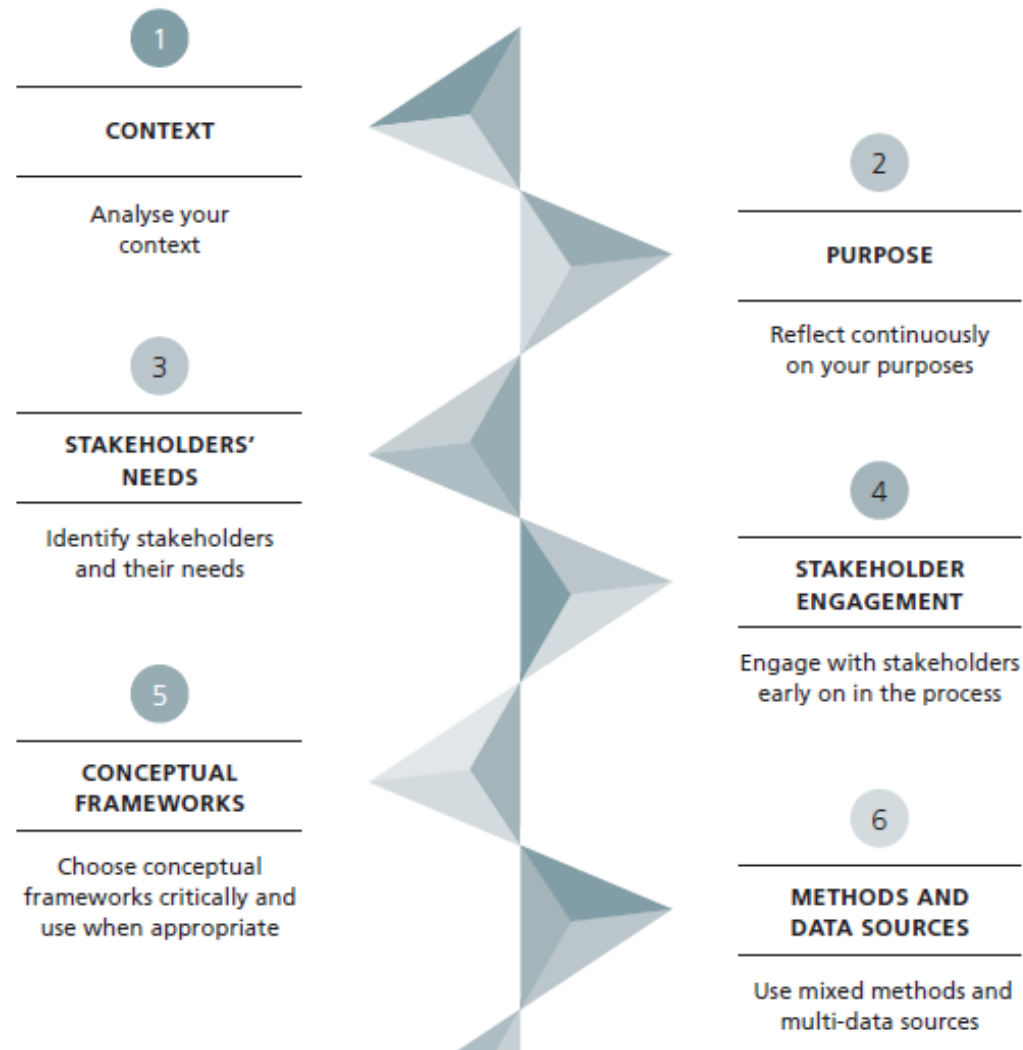 1
CONTEXT
Analyse your
context
2
PURPOSE
Reflect continuously
on your purposes
3
STAKEHOLDERS’
NEEDS
Identify stakeholders
and their needs
4
STAKEHOLDER
ENGAGEMENT
Engage with stakeholders
early on in the process
5
CONCEPTUAL
FRAMEWORKS
Choose conceptual
frameworks critically and
use when appropriate
6
METHODS AND
DATA SOURCES
Use mixed methods and
multi-data sources